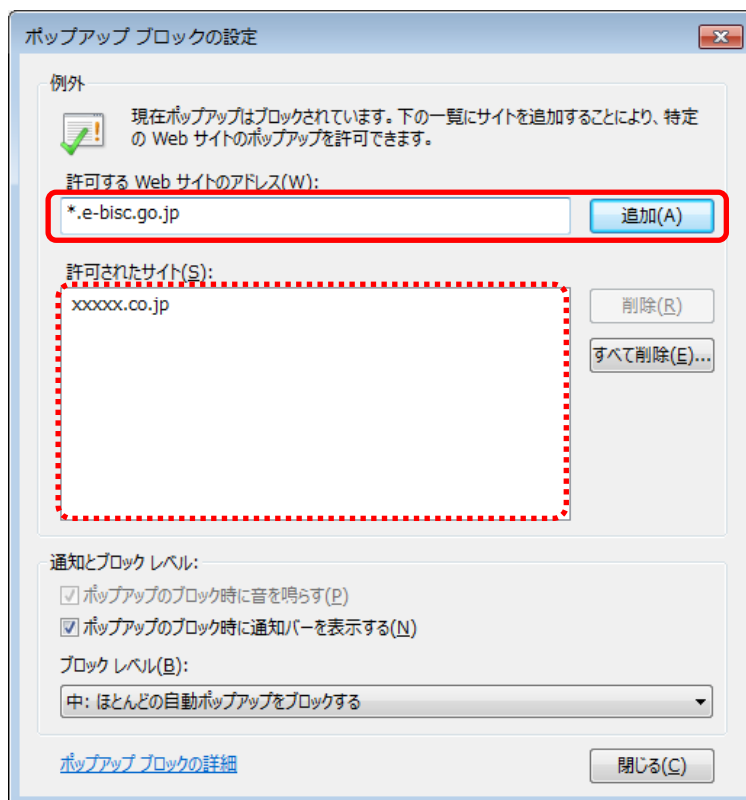 ポップアップ ブロックの設定
例外
現在ポップアップはブロックされています。下の一覧にサイトを追加することにより、特定
の Web サイトのポップアップを許可できます。
許可する Web サイトのアドレス(W):
*.e-bisc.go.jp
追加(A)
許可されたサイト(S):
xxxxx.co.jp
削除(R)
すべて削除(E)...
通知とブロック レベル:
ポップアップのブロック時に音を鳴らす(P)
ポップアップのブロック時に通知バーを表示する(N)
ブロック レベル(B):
中: ほとんどの自動ポップアップをブロックする
ポップアップ ブロックの詳細
閉じる(C)